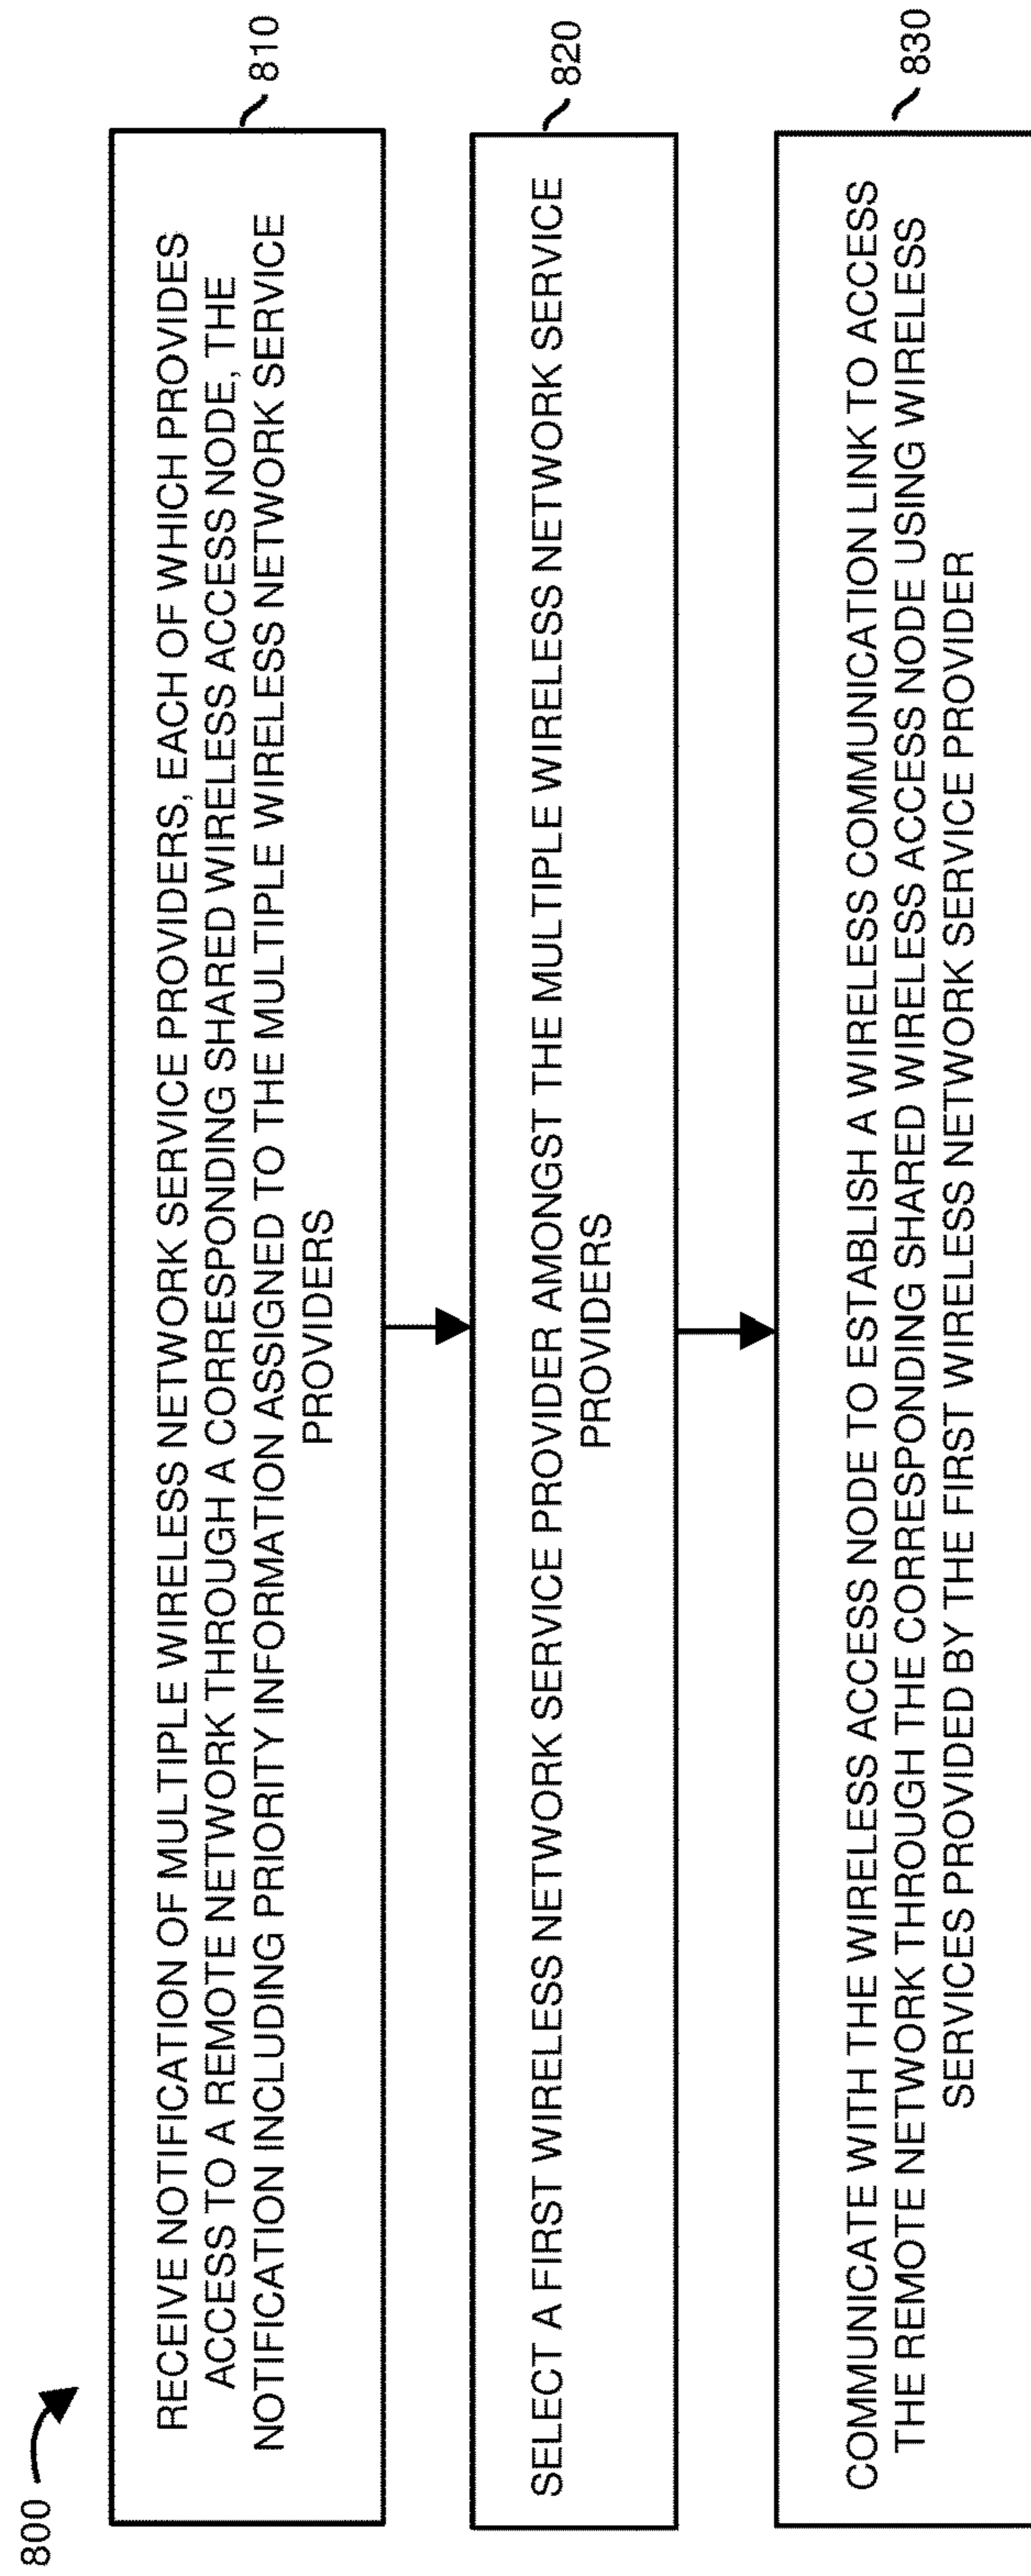 800
RECEIVE NOTIFICATION OF MULTIPLE WIRELESS NETWORK SERVICE PROVIDERS, EACH OF WHICH PROVIDES
ACCESS TO A REMOTE NETWORK THROUGH A CORRESPONDING SHARED WIRELESS ACCESS NODE, THE
NOTIFICATION INCLUDING PRIORITY INFORMATION ASSIGNED TO THE MULTIPLE WIRELESS NETWORK SERVICE
PROVIDERS
810
SELECT A FIRST WIRELESS NETWORK SERVICE PROVIDER AMONGST THE MULTIPLE WIRELESS NETWORK SERVICE
PROVIDERS
820
COMMUNICATE WITH THE WIRELESS ACCESS NODE TO ESTABLISH A WIRELESS COMMUNICATION LINK TO ACCESS
THE REMOTE NETWORK THROUGH THE CORRESPONDING SHARED WIRELESS ACCESS NODE USING WIRELESS
SERVICES PROVIDED BY THE FIRST WIRELESS NETWORK SERVICE PROVIDER
830